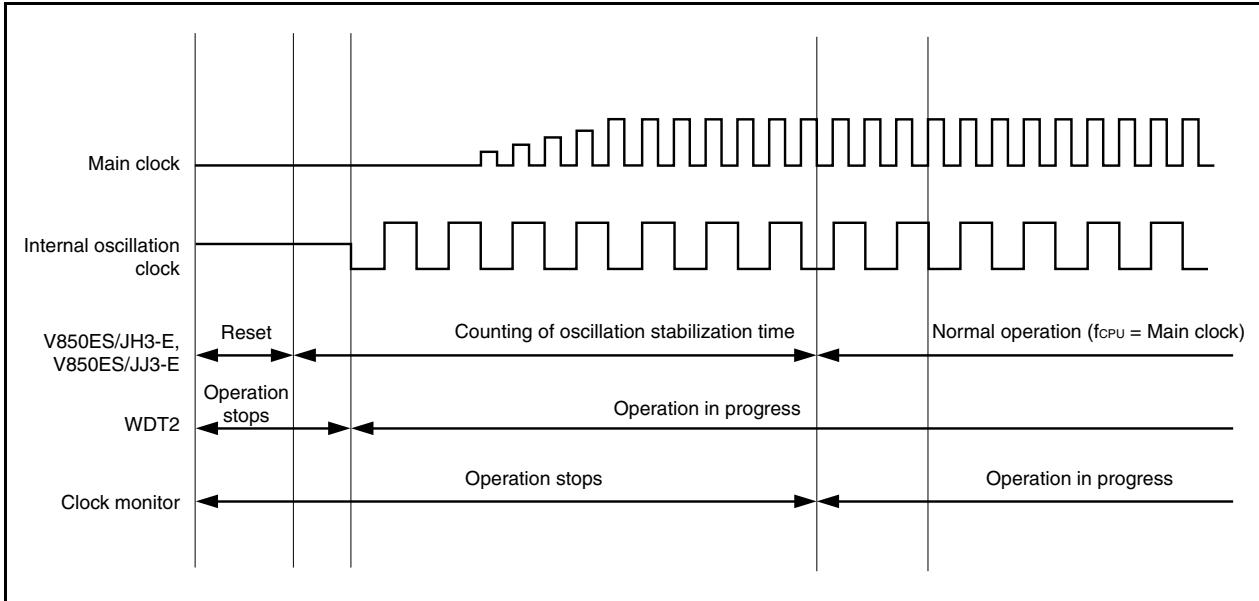 Main clock
Internal oscillation
clock
V850ES/JH3-E,
V850ES/JJ3-E
Reset
Counting of oscillation stabilization time
Normal operation (fCPU = Main clock)
WDT2
Operation
stops
Operation in progress
Clock monitor
Operation stops
Operation in progress